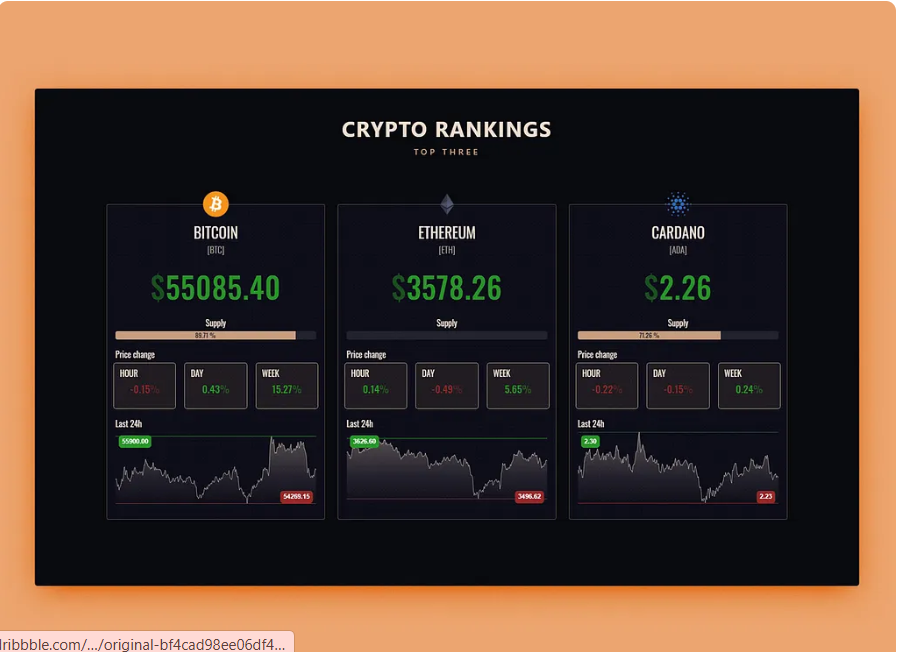 CRYPTO RANKINGS
TOP THREE
BITCOIN
[BTC]
$55085.40
Supply
89.71 %
Price change
HOUR
-0.15%
DAY
0.43%
WEEK
15.27%
Last 24h
55900.00
54269.15
ETHEREUM
[ETH]
$3578.26
Supply
Price change
HOUR
0.14%
DAY
-0.49%
WEEK
5.65%
Last 24h
3626.60
3496.62
CARDANO
[ADA]
$2.26
Supply
71.26 %
Price change
HOUR
-0.22%
DAY
-0.15%
WEEK
0.24%
Last 24h
2.30
2.23
dribbble.com/.../original-bf4cad98ee06df4...